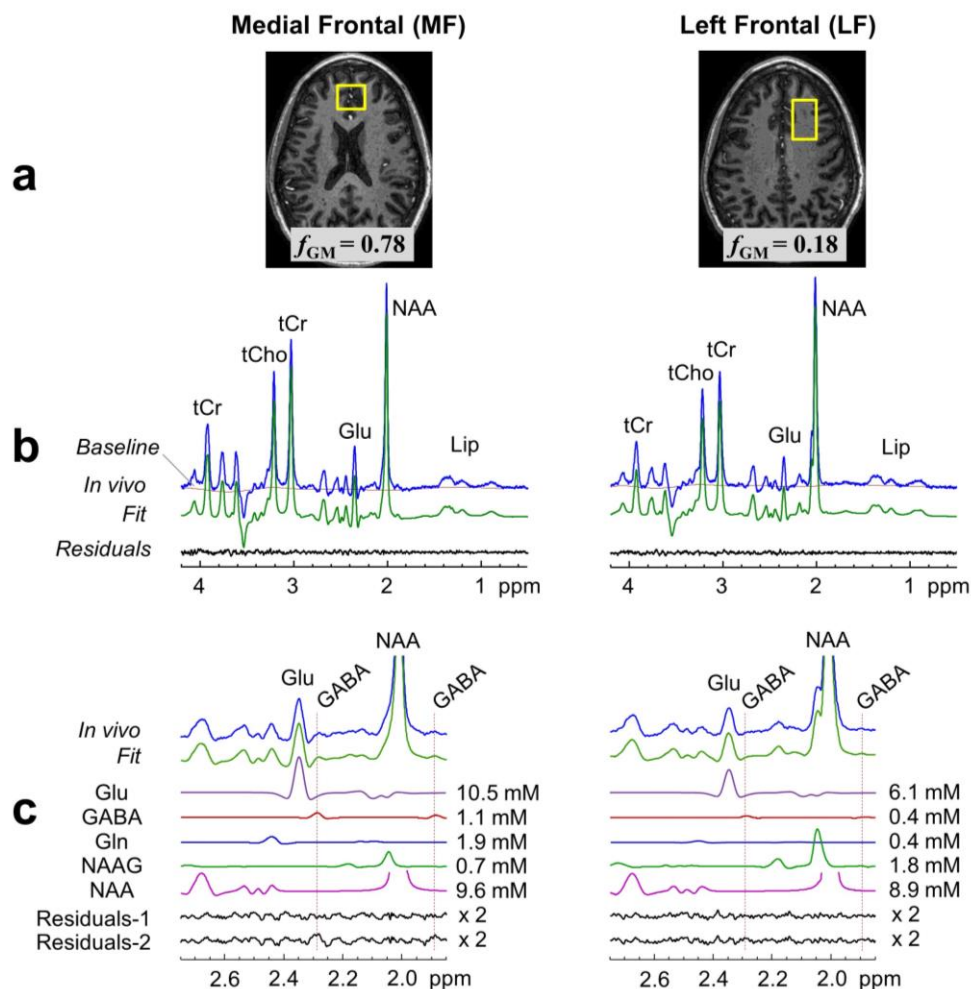 Medial Frontal (MF)
Left Frontal (LF)
a
fGM = 0.78
fGM = 0.18
b
tCr
tCho
tCr
Glu
NAA
Lip
Baseline
In vivo
Fit
Residuals
4 3 2 1 ppm
tCr
tCho
tCr
Glu
NAA
Lip
4 3 2 1 ppm
c
Glu
GABA
NAA
GABA
In vivo
Fit
Glu 10.5 mM
GABA 1.1 mM
Gln 1.9 mM
NAAG 0.7 mM
NAA 9.6 mM
Residuals-1 x 2
Residuals-2 x 2
2.6 2.4 2.2 2.0 ppm
Glu
GABA
NAA
GABA
6.1 mM
0.4 mM
0.4 mM
1.8 mM
8.9 mM
x 2
x 2
2.6 2.4 2.2 2.0 ppm